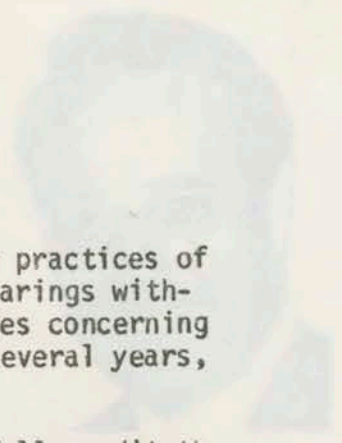 practices of
arings with-
es concerning
everal years,